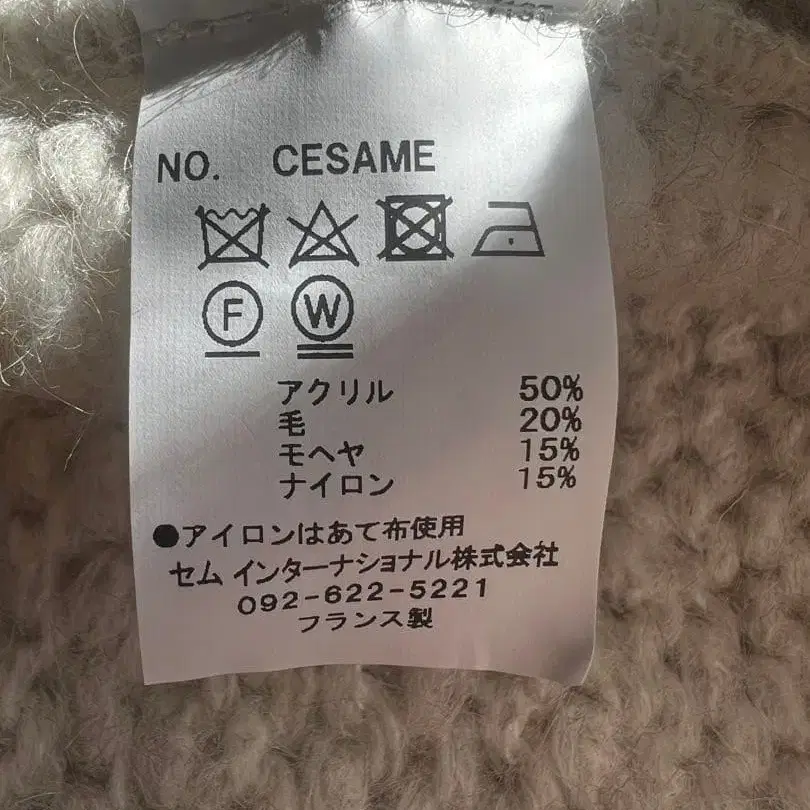 NO. CESAME
F W
アクリル 50%
毛 20%
モヘヤ 15%
ナイロン 15%
●アイロンはあて布使用
セム インターナショナル株式会社
092-622-5221
フランス製